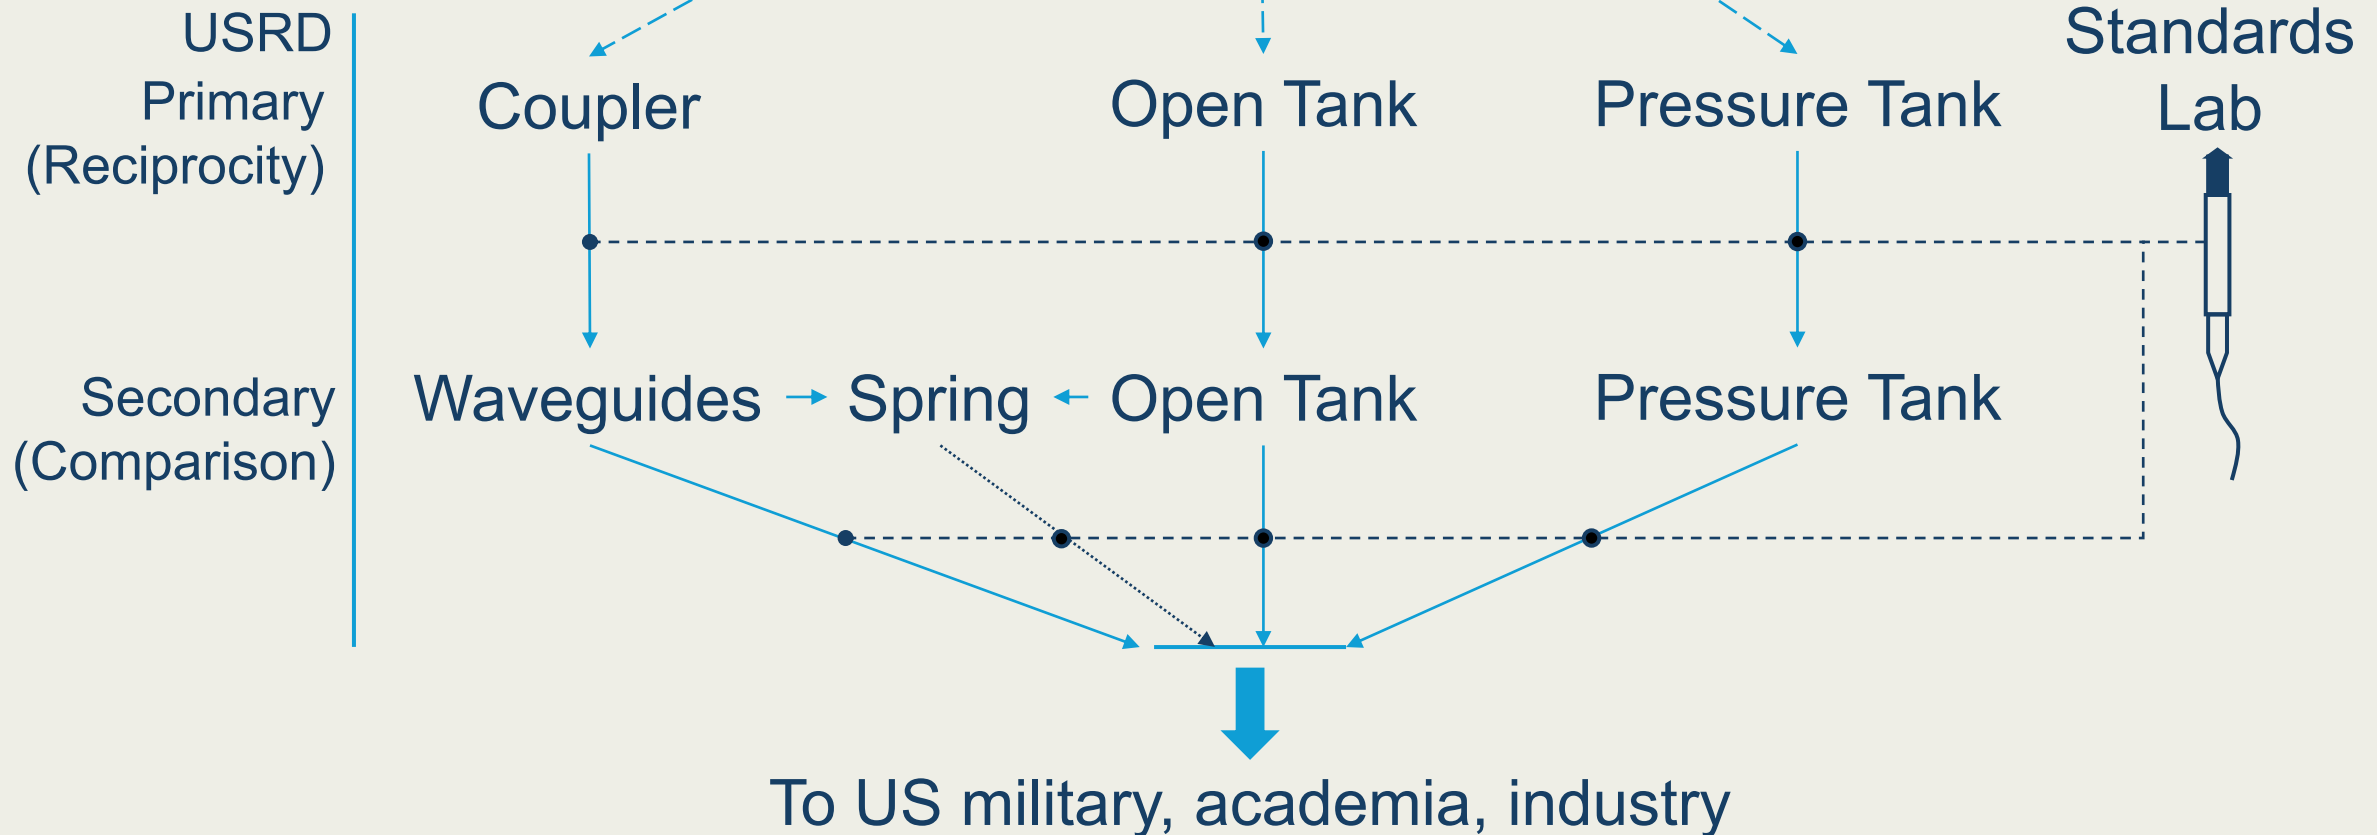 USRD
Primary
(Reciprocity)
Coupler
Open Tank
Pressure Tank
Standards
Lab
Secondary
(Comparison)
Waveguides
Spring
Open Tank
Pressure Tank
To US military, academia, industry